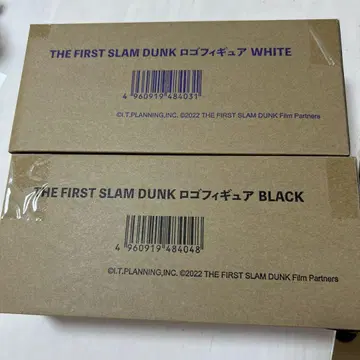 THE FIRST SLAM DUNK ロゴフィギュア WHITE
4 960919 484031
©I.T.PLANNING,INC. ©2022 THE FIRST SLAM DUNK Film Partners
THE FIRST SLAM DUNK ロゴフィギュア BLACK
4 960919 484048
©I.T.PLANNING,INC. ©2022 THE FIRST SLAM DUNK Film Partners